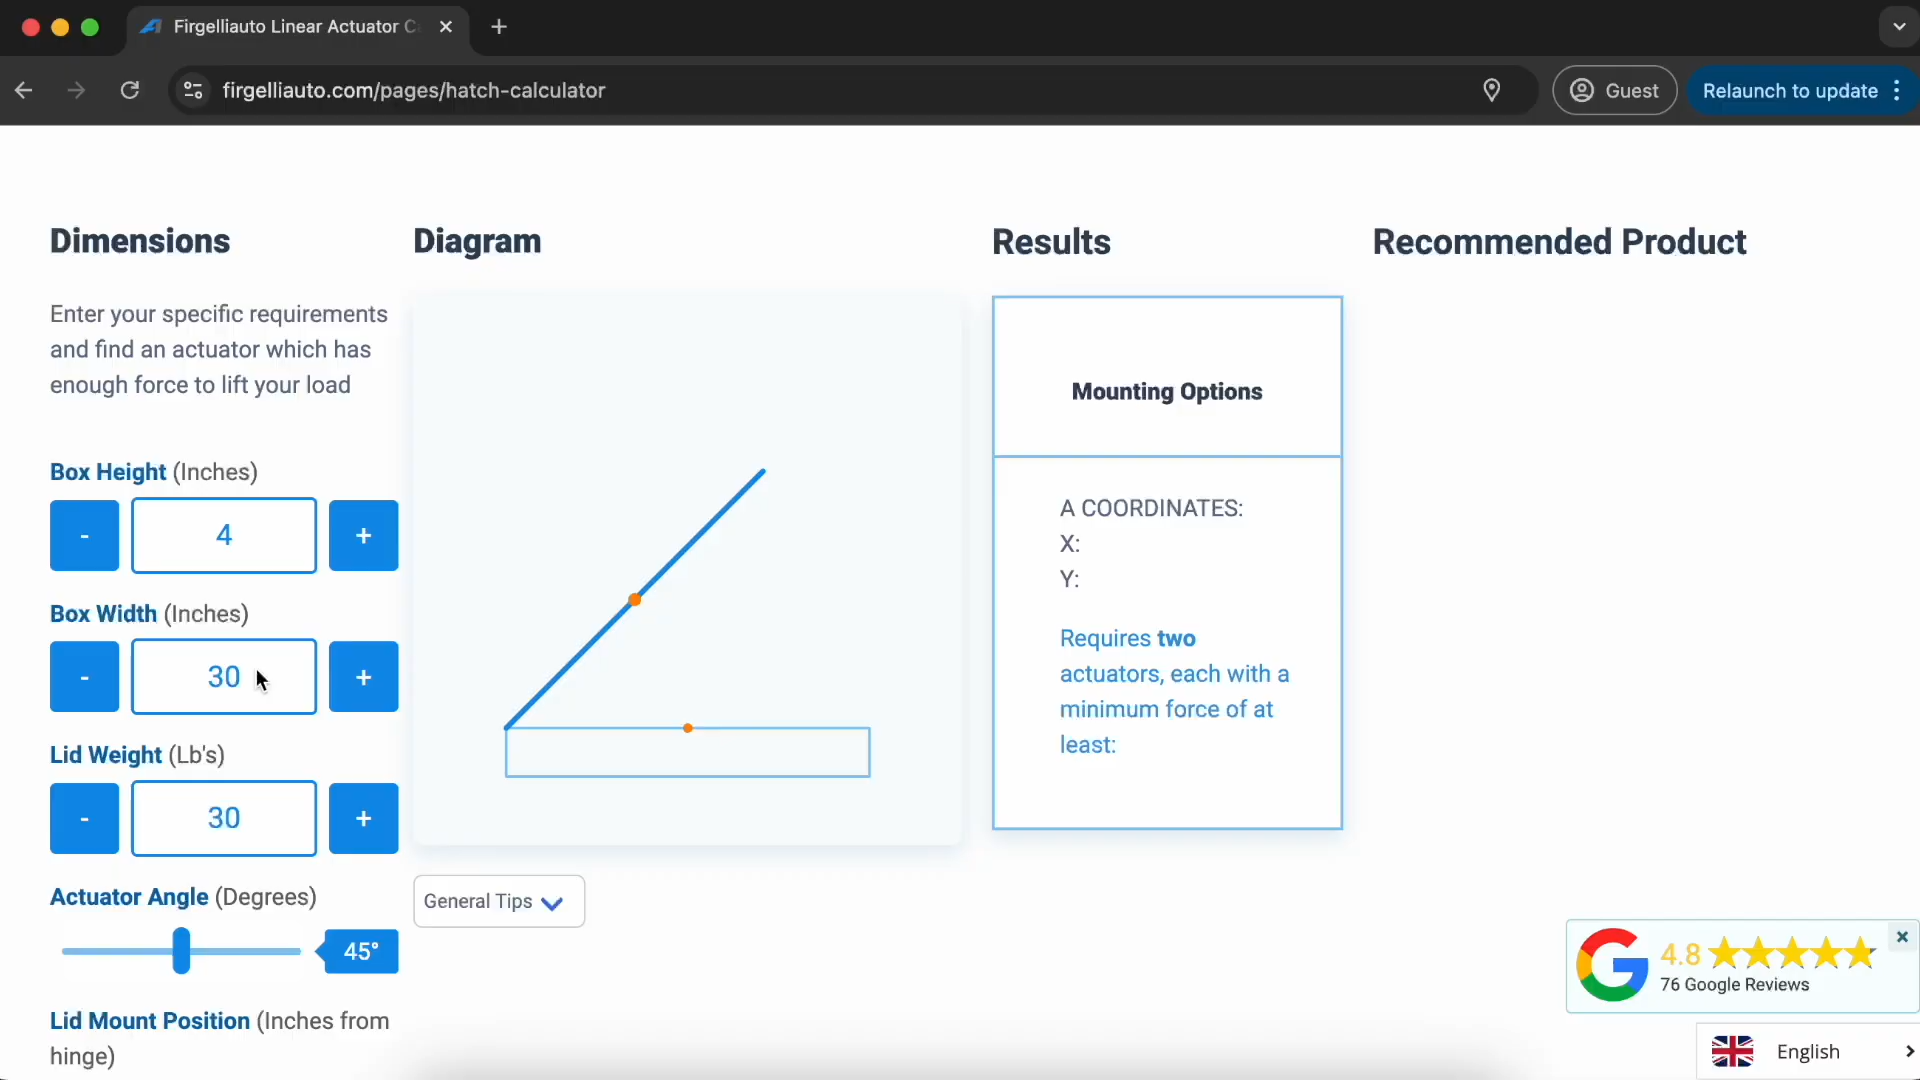 Firgelliauto Linear Actuator C
firgelliauto.com/pages/hatch-calculator
Guest
Relaunch to update
Dimensions
Enter your specific requirements
and find an actuator which has
enough force to lift your load
Box Height (Inches)
- 4 +
Box Width (Inches)
- 30 +
Lid Weight (Lb's)
- 30 +
Actuator Angle (Degrees)
45°
Lid Mount Position (Inches from
hinge)
Diagram
General Tips
Results
Mounting Options
A COORDINATES:
X:
Y:
Requires two
actuators, each with a
minimum force of at
least:
Recommended Product
4.8
76 Google Reviews
English